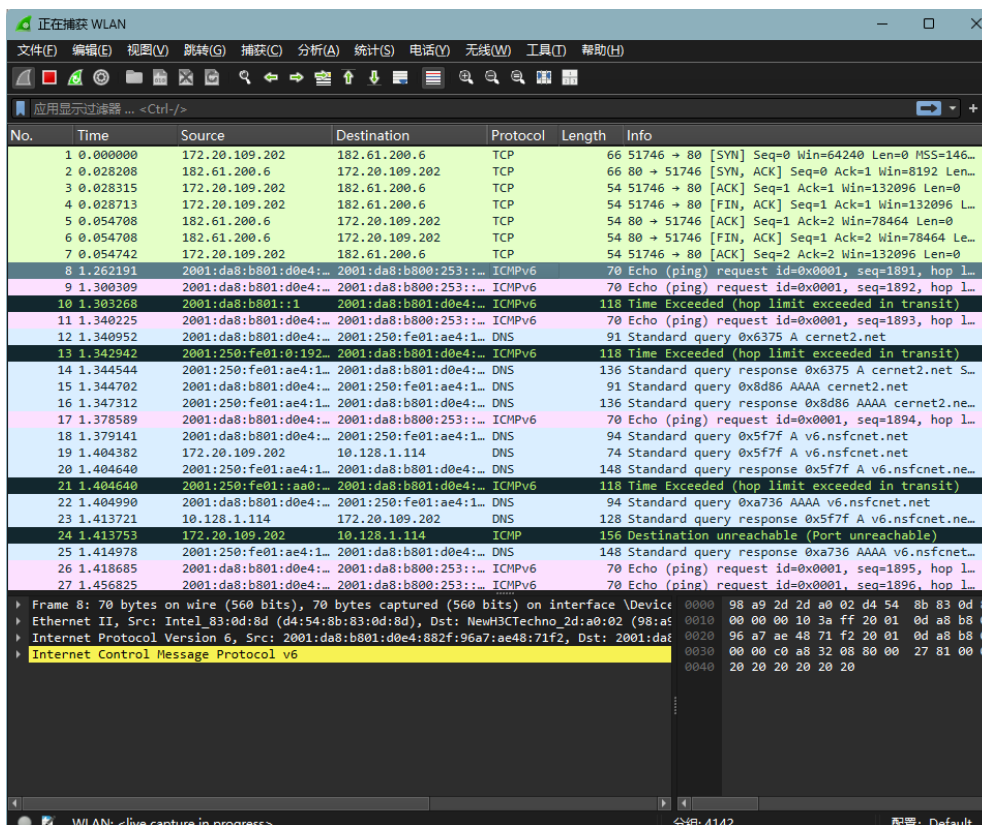 正在捕获 WLAN
文件(F) 编辑(E) 视图(V) 跳转(G) 捕获(C) 分析(A) 统计(S) 电话(Y) 无线(W) 工具(T) 帮助(H)
应用显示过滤器 … <Ctrl-/>
No. Time Source Destination Protocol Length Info
1 0.000000 172.20.109.202 182.61.200.6 TCP 66 51746 → 80 [SYN] Seq=0 Win=64240 Len=0 MSS=146…
2 0.028208 182.61.200.6 172.20.109.202 TCP 66 80 → 51746 [SYN, ACK] Seq=0 Ack=1 Win=8192 Len…
3 0.028315 172.20.109.202 182.61.200.6 TCP 54 51746 → 80 [ACK] Seq=1 Ack=1 Win=132096 Len=0
4 0.028713 172.20.109.202 182.61.200.6 TCP 54 51746 → 80 [FIN, ACK] Seq=1 Ack=1 Win=132096 L…
5 0.054708 182.61.200.6 172.20.109.202 TCP 54 80 → 51746 [ACK] Seq=1 Ack=2 Win=78464 Len=0
6 0.054708 182.61.200.6 172.20.109.202 TCP 54 80 → 51746 [FIN, ACK] Seq=1 Ack=2 Win=78464 Le…
7 0.054742 172.20.109.202 182.61.200.6 TCP 54 51746 → 80 [ACK] Seq=2 Ack=2 Win=132096 Len=0
8 1.262191 2001:da8:b801:d0e4:… 2001:da8:b800:253::… ICMPv6 70 Echo (ping) request id=0x0001, seq=1891, hop l…
9 1.300309 2001:da8:b801:d0e4:… 2001:da8:b800:253::… ICMPv6 70 Echo (ping) request id=0x0001, seq=1892, hop l…
10 1.303268 2001:da8:b801::1 2001:da8:b801:d0e4:… ICMPv6 118 Time Exceeded (hop limit exceeded in transit)
11 1.340225 2001:da8:b801:d0e4:… 2001:da8:b800:253::… ICMPv6 70 Echo (ping) request id=0x0001, seq=1893, hop l…
12 1.340952 2001:da8:b801:d0e4:… 2001:250:fe01:ae4:1… DNS 91 Standard query 0x6375 A cernet2.net
13 1.342942 2001:250:fe01:0:192… 2001:da8:b801:d0e4:… ICMPv6 118 Time Exceeded (hop limit exceeded in transit)
14 1.344544 2001:250:fe01:ae4:1… 2001:da8:b801:d0e4:… DNS 136 Standard query response 0x6375 A cernet2.net S…
15 1.344702 2001:da8:b801:d0e4:… 2001:250:fe01:ae4:1… DNS 91 Standard query 0x8d86 AAAA cernet2.net
16 1.347312 2001:250:fe01:ae4:1… 2001:da8:b801:d0e4:… DNS 136 Standard query response 0x8d86 AAAA cernet2.ne…
17 1.378589 2001:da8:b801:d0e4:… 2001:da8:b800:253::… ICMPv6 70 Echo (ping) request id=0x0001, seq=1894, hop l…
18 1.379141 2001:da8:b801:d0e4:… 2001:250:fe01:ae4:1… DNS 94 Standard query 0x5f7f A v6.nsfcnet.net
19 1.404382 172.20.109.202 10.128.1.114 DNS 74 Standard query 0x5f7f A v6.nsfcnet.net
20 1.404640 2001:250:fe01:ae4:1… 2001:da8:b801:d0e4:… DNS 148 Standard query response 0x5f7f A v6.nsfcnet.ne…
21 1.404640 2001:250:fe01::aa0:… 2001:da8:b801:d0e4:… ICMPv6 118 Time Exceeded (hop limit exceeded in transit)
22 1.404990 2001:da8:b801:d0e4:… 2001:250:fe01:ae4:1… DNS 94 Standard query 0xa736 AAAA v6.nsfcnet.net
23 1.413721 10.128.1.114 172.20.109.202 DNS 128 Standard query response 0x5f7f A v6.nsfcnet.ne…
24 1.413753 172.20.109.202 10.128.1.114 ICMP 156 Destination unreachable (Port unreachable)
25 1.414978 2001:250:fe01:ae4:1… 2001:da8:b801:d0e4:… DNS 148 Standard query response 0xa736 AAAA v6.nsfcnet…
26 1.418685 2001:da8:b801:d0e4:… 2001:da8:b800:253::… ICMPv6 70 Echo (ping) request id=0x0001, seq=1895, hop l…
27 1.456825 2001:da8:b801:d0e4:… 2001:da8:b800:253::… ICMPv6 70 Echo (ping) request id=0x0001, seq=1896, hop l…
Frame 8: 70 bytes on wire (560 bits), 70 bytes captured (560 bits) on interface \Device
Ethernet II, Src: Intel_83:0d:8d (d4:54:8b:83:0d:8d), Dst: NewH3CTechno_2d:a0:02 (98:a9
Internet Protocol Version 6, Src: 2001:da8:b801:d0e4:882f:96a7:ae48:71f2, Dst: 2001:da8
Internet Control Message Protocol v6
0000 98 a9 2d 2d a0 02 d4 54 8b 83 0d
0010 00 00 00 10 3a ff 20 01 0d a8 b8
0020 96 a7 ae 48 71 f2 20 01 0d a8 b8
0030 00 00 c0 a8 32 08 80 00 27 81 00
0040 20 20 20 20 20 20
WLAN: <live capture in progress> 分组: 4142 配置: Default